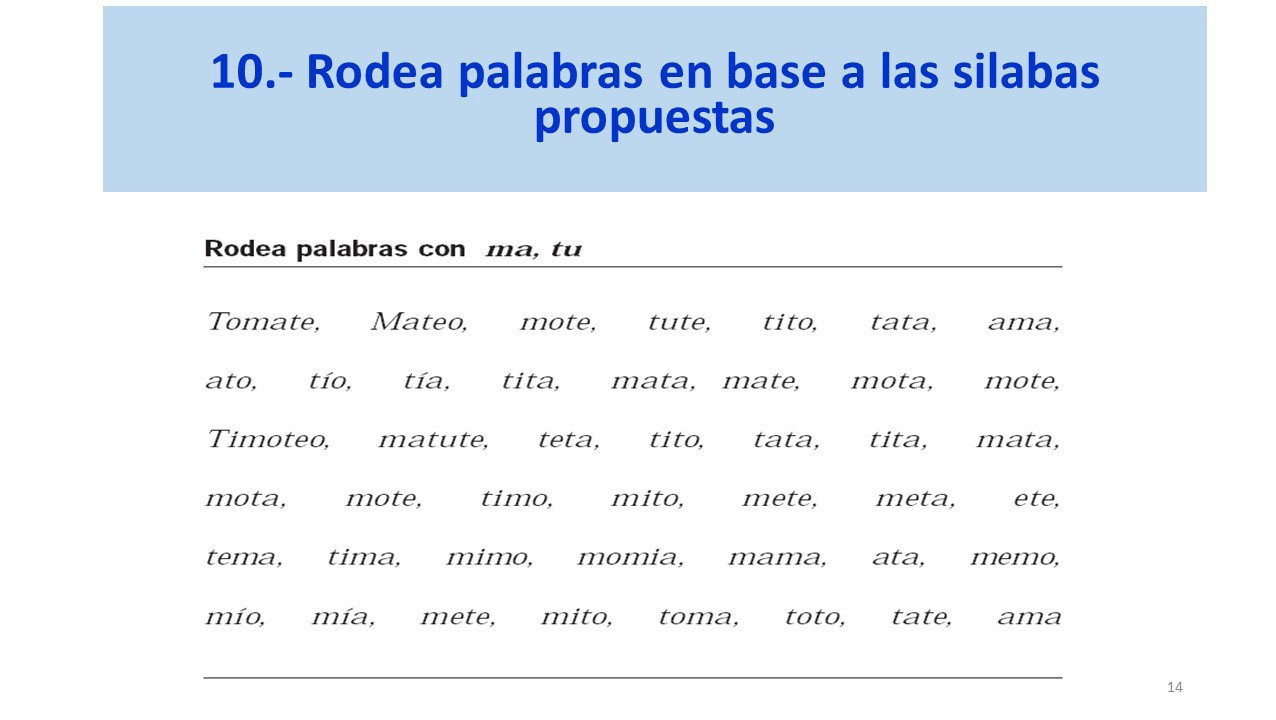 10.- Rodea palabras en base a las silabas
propuestas
Rodea palabras con ma, tu
Tomate, Mateo, mote, tute, tito, tata, ama,
ato, tío, tía, tita, mata, mate, mota, mote,
Timoteo, matute, teta, tito, tata, tita, mata,
mota, mote, timo, mito, mete, meta, ete,
tema, tima, mimo, momia, mama, ata, memo,
mío, mía, mete, mito, toma, toto, tate, ama
14